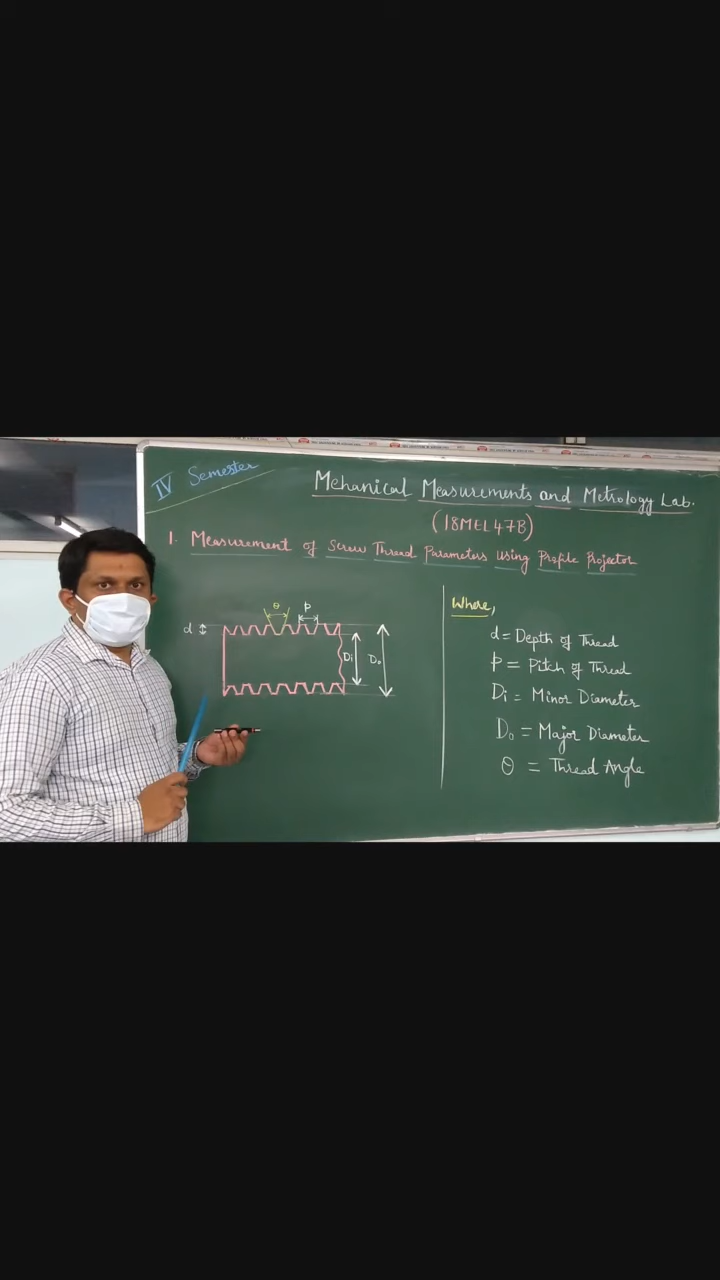 IV Semester
Mehanical Measurements and Metrology Lab.
(18MEL47B)
1. Measurement of Screw Thread Parameters using Profile Projector
θ
p
d
Di
Do
Where,
d = Depth of Thread
p = Pitch of Thread
Di = Minor Diameter
Do = Major Diameter
θ = Thread Angle